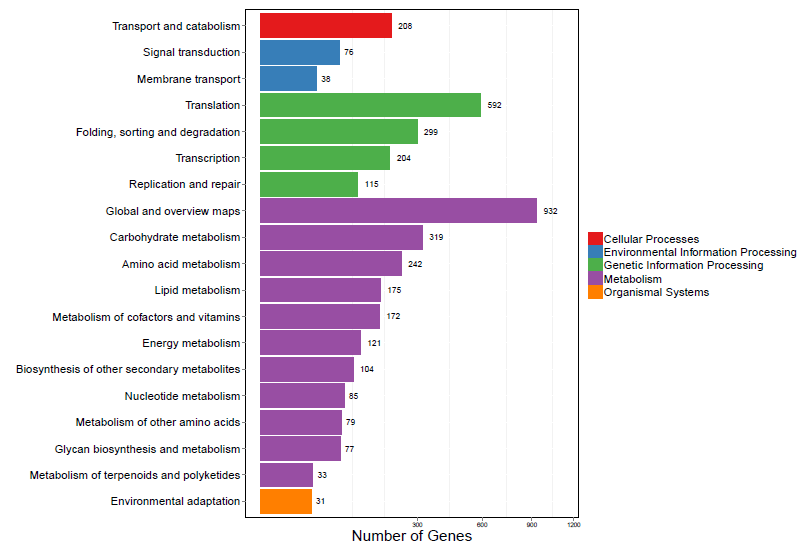 Transport and catabolism 208
Signal transduction 76
Membrane transport 38
Translation 592
Folding, sorting and degradation 299
Transcription 204
Replication and repair 115
Global and overview maps 932
Carbohydrate metabolism 319
Amino acid metabolism 242
Lipid metabolism 175
Metabolism of cofactors and vitamins 172
Energy metabolism 121
Biosynthesis of other secondary metabolites 104
Nucleotide metabolism 85
Metabolism of other amino acids 79
Glycan biosynthesis and metabolism 77
Metabolism of terpenoids and polyketides 33
Environmental adaptation 31
300 600 900 1200
Number of Genes
Cellular Processes
Environmental Information Processing
Genetic Information Processing
Metabolism
Organismal Systems